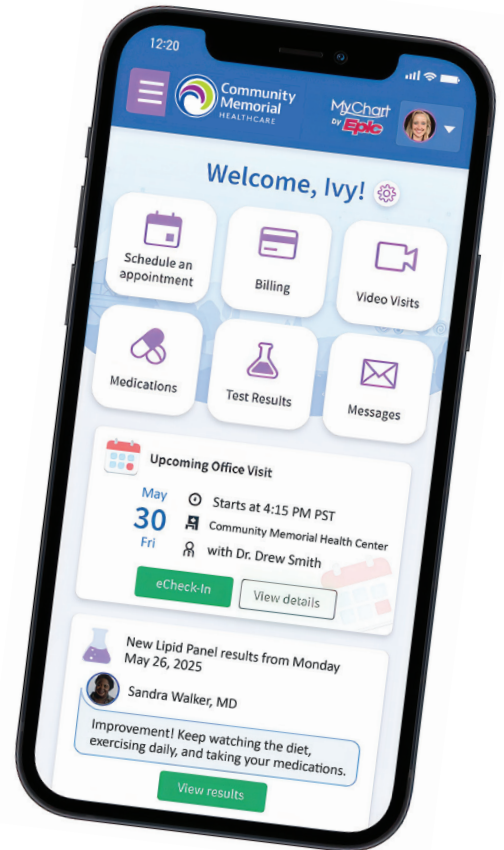 12:20
Community
Memorial
HEALTHCARE
MyChart
by Epic
Welcome, Ivy!
Schedule an
appointment
Billing
Video Visits
Medications
Test Results
Messages
Upcoming Office Visit
May
30
Fri
Starts at 4:15 PM PST
Community Memorial Health Center
with Dr. Drew Smith
eCheck-In
View details
New Lipid Panel results from Monday
May 26, 2025
Sandra Walker, MD
Improvement! Keep watching the diet,
exercising daily, and taking your medications.
View results